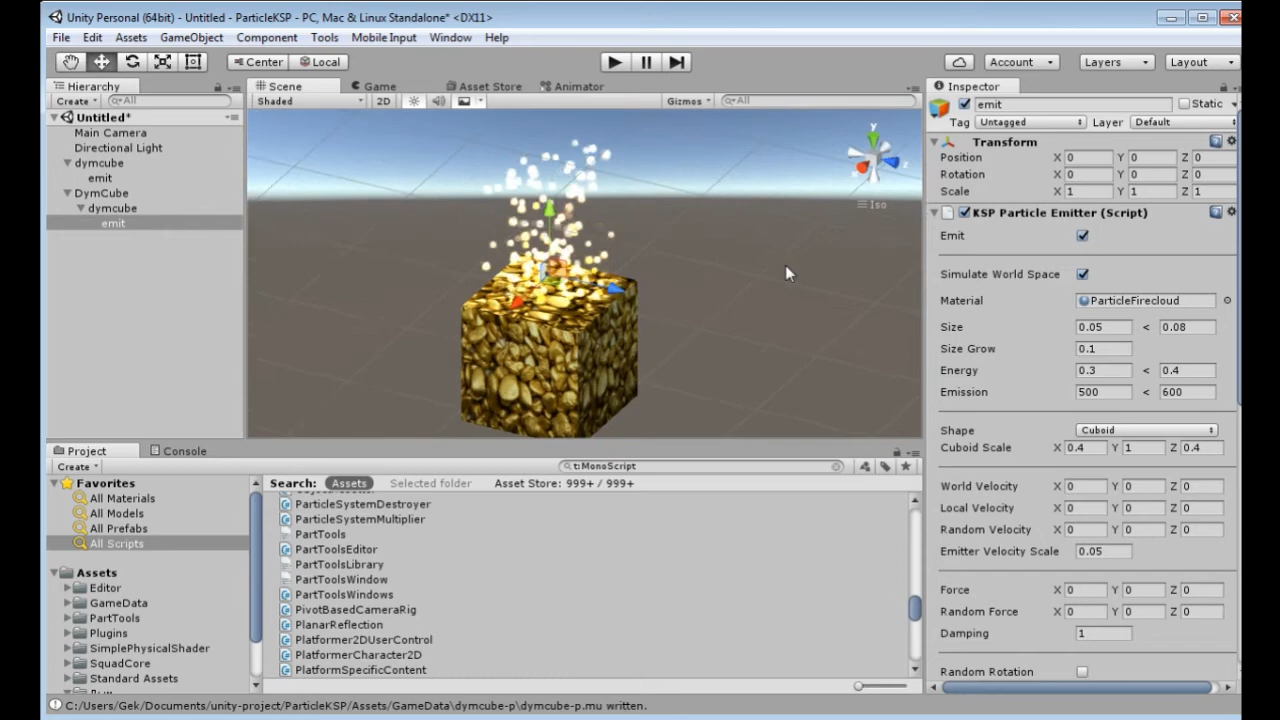 Unity Personal (64bit) - Untitled - ParticleKSP - PC, Mac & Linux Standalone* <DX11>
File Edit Assets GameObject Component Tools Mobile Input Window Help
Center Local Account Layers Layout
Hierarchy
Create All
Untitled*
Main Camera
Directional Light
dymcube
emit
DymCube
dymcube
emit
Scene Game Asset Store Animator
Shaded 2D Gizmos All
y
z
Iso
Inspector
emit Static
Tag Untagged Layer Default
Transform
Position X 0 Y 0 Z 0
Rotation X 0 Y 0 Z 0
Scale X 1 Y 1 Z 1
KSP Particle Emitter (Script)
Emit
Simulate World Space
Material ParticleFirecloud
Size 0.05 < 0.08
Size Grow 0.1
Energy 0.3 < 0.4
Emission 500 < 600
Shape Cuboid
Cuboid Scale X 0.4 Y 1 Z 0.4
World Velocity X 0 Y 0 Z 0
Local Velocity X 0 Y 0 Z 0
Random Velocity X 0 Y 0 Z 0
Emitter Velocity Scale 0.05
Force X 0 Y 0 Z 0
Random Force X 0 Y 0 Z 0
Damping 1
Random Rotation
Project Console
Create t:MonoScript
Favorites
All Materials
All Models
All Prefabs
All Scripts
Assets
Editor
GameData
PartTools
Plugins
SimplePhysicalShader
SquadCore
Standard Assets
Search: Assets Selected folder Asset Store: 999+ / 999+
ParticleSystemDestroyer
ParticleSystemMultiplier
PartTools
PartToolsEditor
PartToolsLibrary
PartToolsWindow
PartToolsWindows
PivotBasedCameraRig
PlanarReflection
Platformer2DUserControl
PlatformerCharacter2D
PlatformSpecificContent
C:/Users/Gek/Documents/unity-project/ParticleKSP/Assets/GameData\dymcube-p\dymcube-p.mu written.